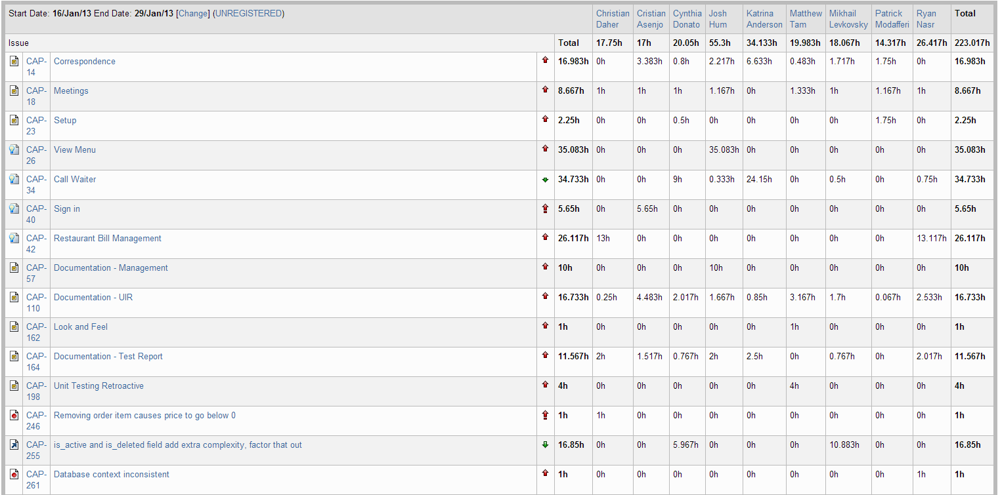 Start Date: 16/Jan/13 End Date: 29/Jan/13 [Change] (UNREGISTERED) Christian Daher Cristian Asenjo Cynthia Donato Josh Hum Katrina Anderson Matthew Tam Mikhail Levkovsky Patrick Modafferi Ryan Nasr Total
Issue Total 17.75h 17h 20.05h 55.3h 34.133h 19.983h 18.067h 14.317h 26.417h 223.017h
CAP-14 Correspondence 16.983h 0h 3.383h 0.8h 2.217h 6.633h 0.483h 1.717h 1.75h 0h 16.983h
CAP-18 Meetings 8.667h 1h 1h 1h 1.167h 0h 1.333h 1h 1.167h 1h 8.667h
CAP-23 Setup 2.25h 0h 0h 0.5h 0h 0h 0h 0h 1.75h 0h 2.25h
CAP-26 View Menu 35.083h 0h 0h 0h 35.083h 0h 0h 0h 0h 0h 35.083h
CAP-34 Call Waiter 34.733h 0h 0h 9h 0.333h 24.15h 0h 0.5h 0h 0.75h 34.733h
CAP-40 Sign in 5.65h 0h 5.65h 0h 0h 0h 0h 0h 0h 0h 5.65h
CAP-42 Restaurant Bill Management 26.117h 13h 0h 0h 0h 0h 0h 0h 0h 13.117h 26.117h
CAP-57 Documentation - Management 10h 0h 0h 0h 10h 0h 0h 0h 0h 0h 10h
CAP-110 Documentation - UIR 16.733h 0.25h 4.483h 2.017h 1.667h 0.85h 3.167h 1.7h 0.067h 2.533h 16.733h
CAP-162 Look and Feel 1h 0h 0h 0h 0h 0h 1h 0h 0h 0h 1h
CAP-164 Documentation - Test Report 11.567h 2h 1.517h 0.767h 2h 2.5h 0h 0.767h 0h 2.017h 11.567h
CAP-198 Unit Testing Retroactive 4h 0h 0h 0h 0h 0h 4h 0h 0h 0h 4h
CAP-246 Removing order item causes price to go below 0 1h 1h 0h 0h 0h 0h 0h 0h 0h 0h 1h
CAP-255 is_active and is_deleted field add extra complexity, factor that out 16.85h 0h 0h 5.967h 0h 0h 0h 10.883h 0h 0h 16.85h
CAP-261 Database context inconsistent 1h 0h 0h 0h 0h 0h 0h 0h 0h 1h 1h